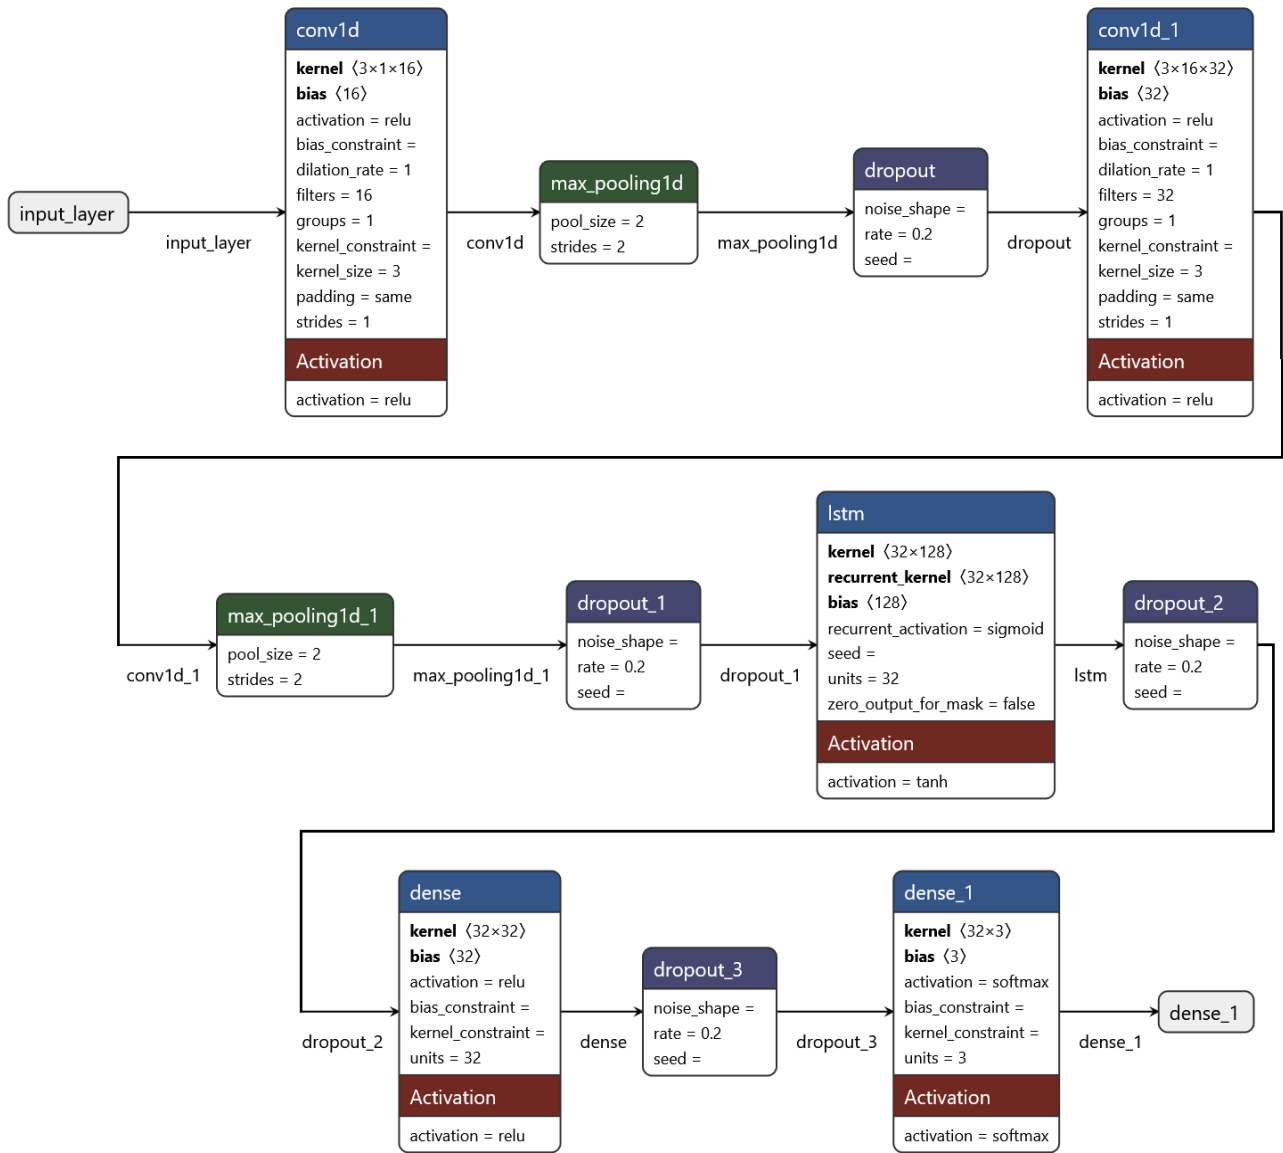 input_layer
input_layer
conv1d
kernel 〈3×1×16〉
bias 〈16〉
activation = relu
bias_constraint =
dilation_rate = 1
filters = 16
groups = 1
kernel_constraint =
kernel_size = 3
padding = same
strides = 1
Activation
activation = relu
conv1d
max_pooling1d
pool_size = 2
strides = 2
max_pooling1d
dropout
noise_shape =
rate = 0.2
seed =
dropout
conv1d_1
kernel 〈3×16×32〉
bias 〈32〉
activation = relu
bias_constraint =
dilation_rate = 1
filters = 32
groups = 1
kernel_constraint =
kernel_size = 3
padding = same
strides = 1
Activation
activation = relu
conv1d_1
max_pooling1d_1
pool_size = 2
strides = 2
max_pooling1d_1
dropout_1
noise_shape =
rate = 0.2
seed =
dropout_1
lstm
kernel 〈32×128〉
recurrent_kernel 〈32×128〉
bias 〈128〉
recurrent_activation = sigmoid
seed =
units = 32
zero_output_for_mask = false
Activation
activation = tanh
lstm
dropout_2
noise_shape =
rate = 0.2
seed =
dropout_2
dense
kernel 〈32×32〉
bias 〈32〉
activation = relu
bias_constraint =
kernel_constraint =
units = 32
Activation
activation = relu
dense
dropout_3
noise_shape =
rate = 0.2
seed =
dropout_3
dense_1
kernel 〈32×3〉
bias 〈3〉
activation = softmax
bias_constraint =
kernel_constraint =
units = 3
Activation
activation = softmax
dense_1
dense_1